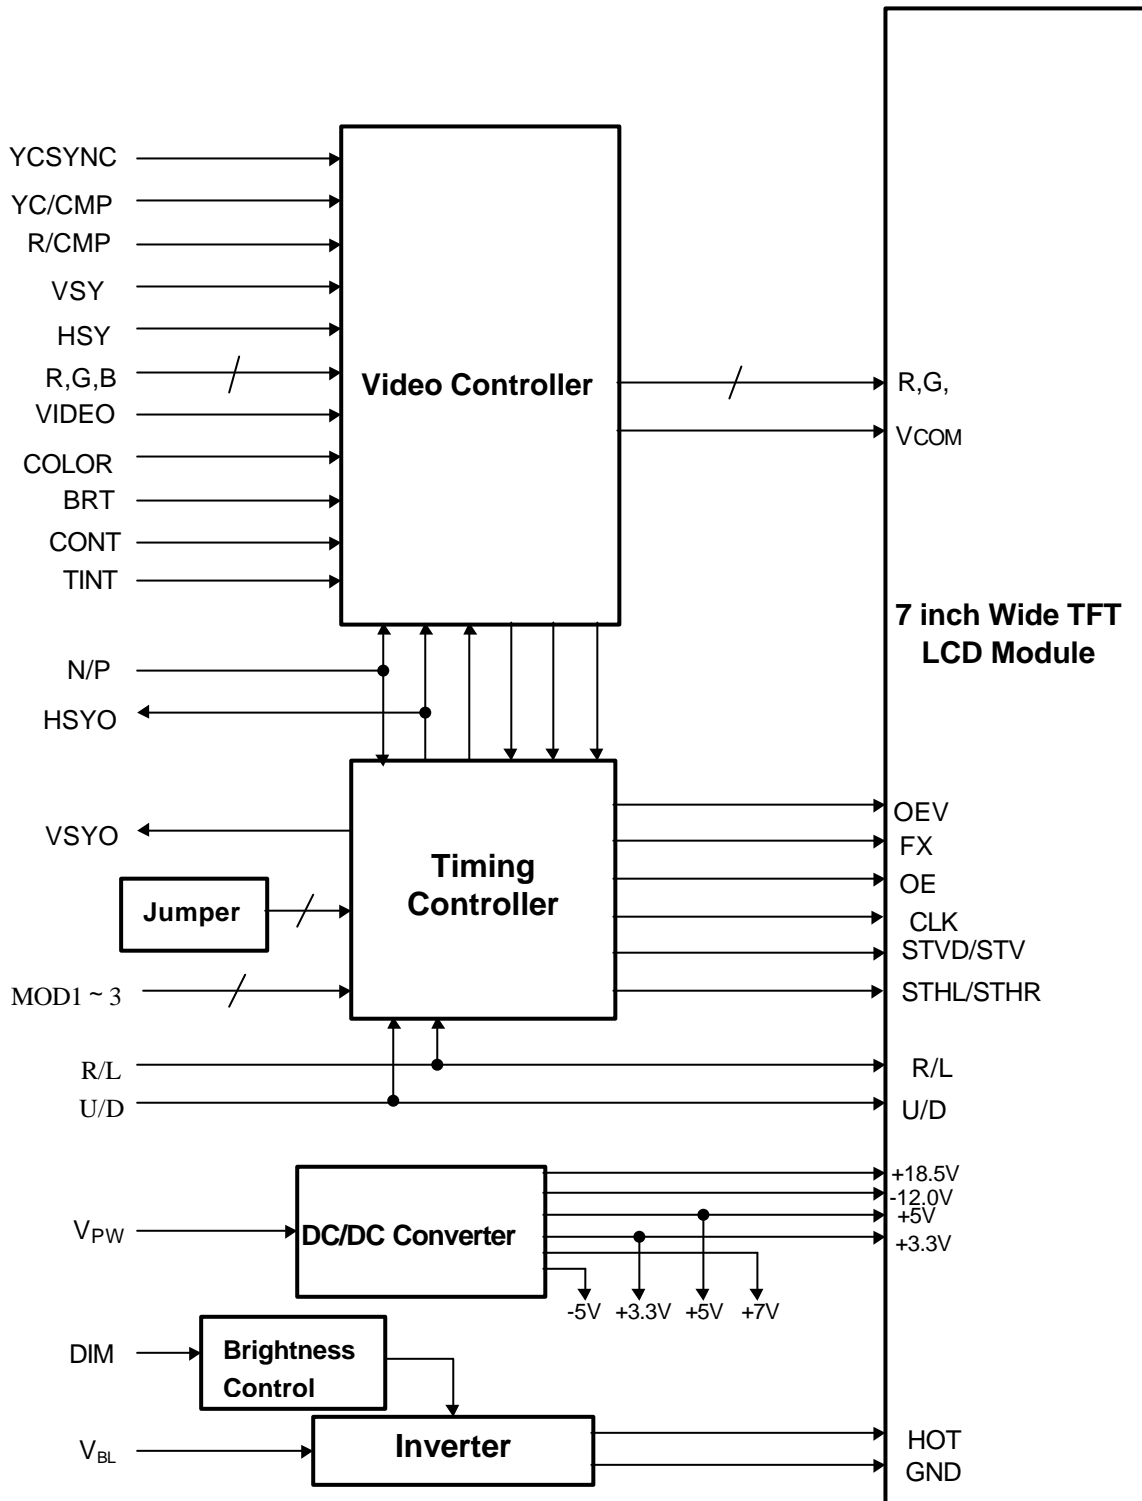 YCSYNC
YC/CMP
R/CMP
VSY
HSY
R,G,B
VIDEO
COLOR
BRT
CONT
TINT
Video Controller
R,G,
VCOM
7 inch Wide TFT
LCD Module
N/P
HSYO
VSYO
Jumper
MOD1 ~ 3
Timing
Controller
OEV
FX
OE
CLK
STVD/STV
STHL/STHR
R/L
R/L
U/D
U/D
VPW
DC/DC Converter
+18.5V
-12.0V
+5V
+3.3V
-5V
+3.3V
+5V
+7V
DIM
Brightness
Control
VBL
Inverter
HOT
GND